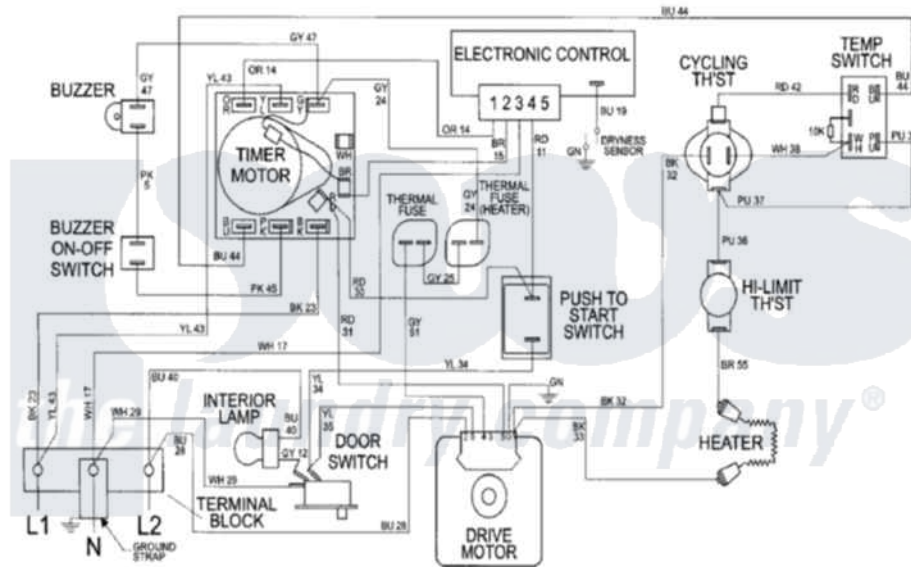 BU 44
GY 47
YL 43
OR 14
GY 24
ELECTRONIC CONTROL
CYCLING TH'ST
TEMP SWITCH
BUZZER
GY 47
1 2 3 4 5
BU 19
DRYNESS SENSOR
GN
RD 42
BU 44
10K
WH 38
OR 14
BR 15
RD 11
TIMER MOTOR
WH
BR
PK 5
THERMAL FUSE
GY 24
THERMAL FUSE (HEATER)
BK 32
PU 37
PU 36
BUZZER ON-OFF SWITCH
BU 44
GY 25
PK 45
RD 30
BK 23
RD 31
GY 51
PUSH TO START SWITCH
HI-LIMIT TH'ST
YL 43
WH 17
YL 34
BR 55
BU 40
GN
BK 23
YL 43
WH 17
WH 29
INTERIOR LAMP
BU 40
YL 34
YL 35
BK 32
BK 33
BU 28
GY 12
DOOR SWITCH
HEATER
the laundry company®
WH 29
TERMINAL BLOCK
BU 28
L1
N
L2
GROUND STRAP
DRIVE MOTOR